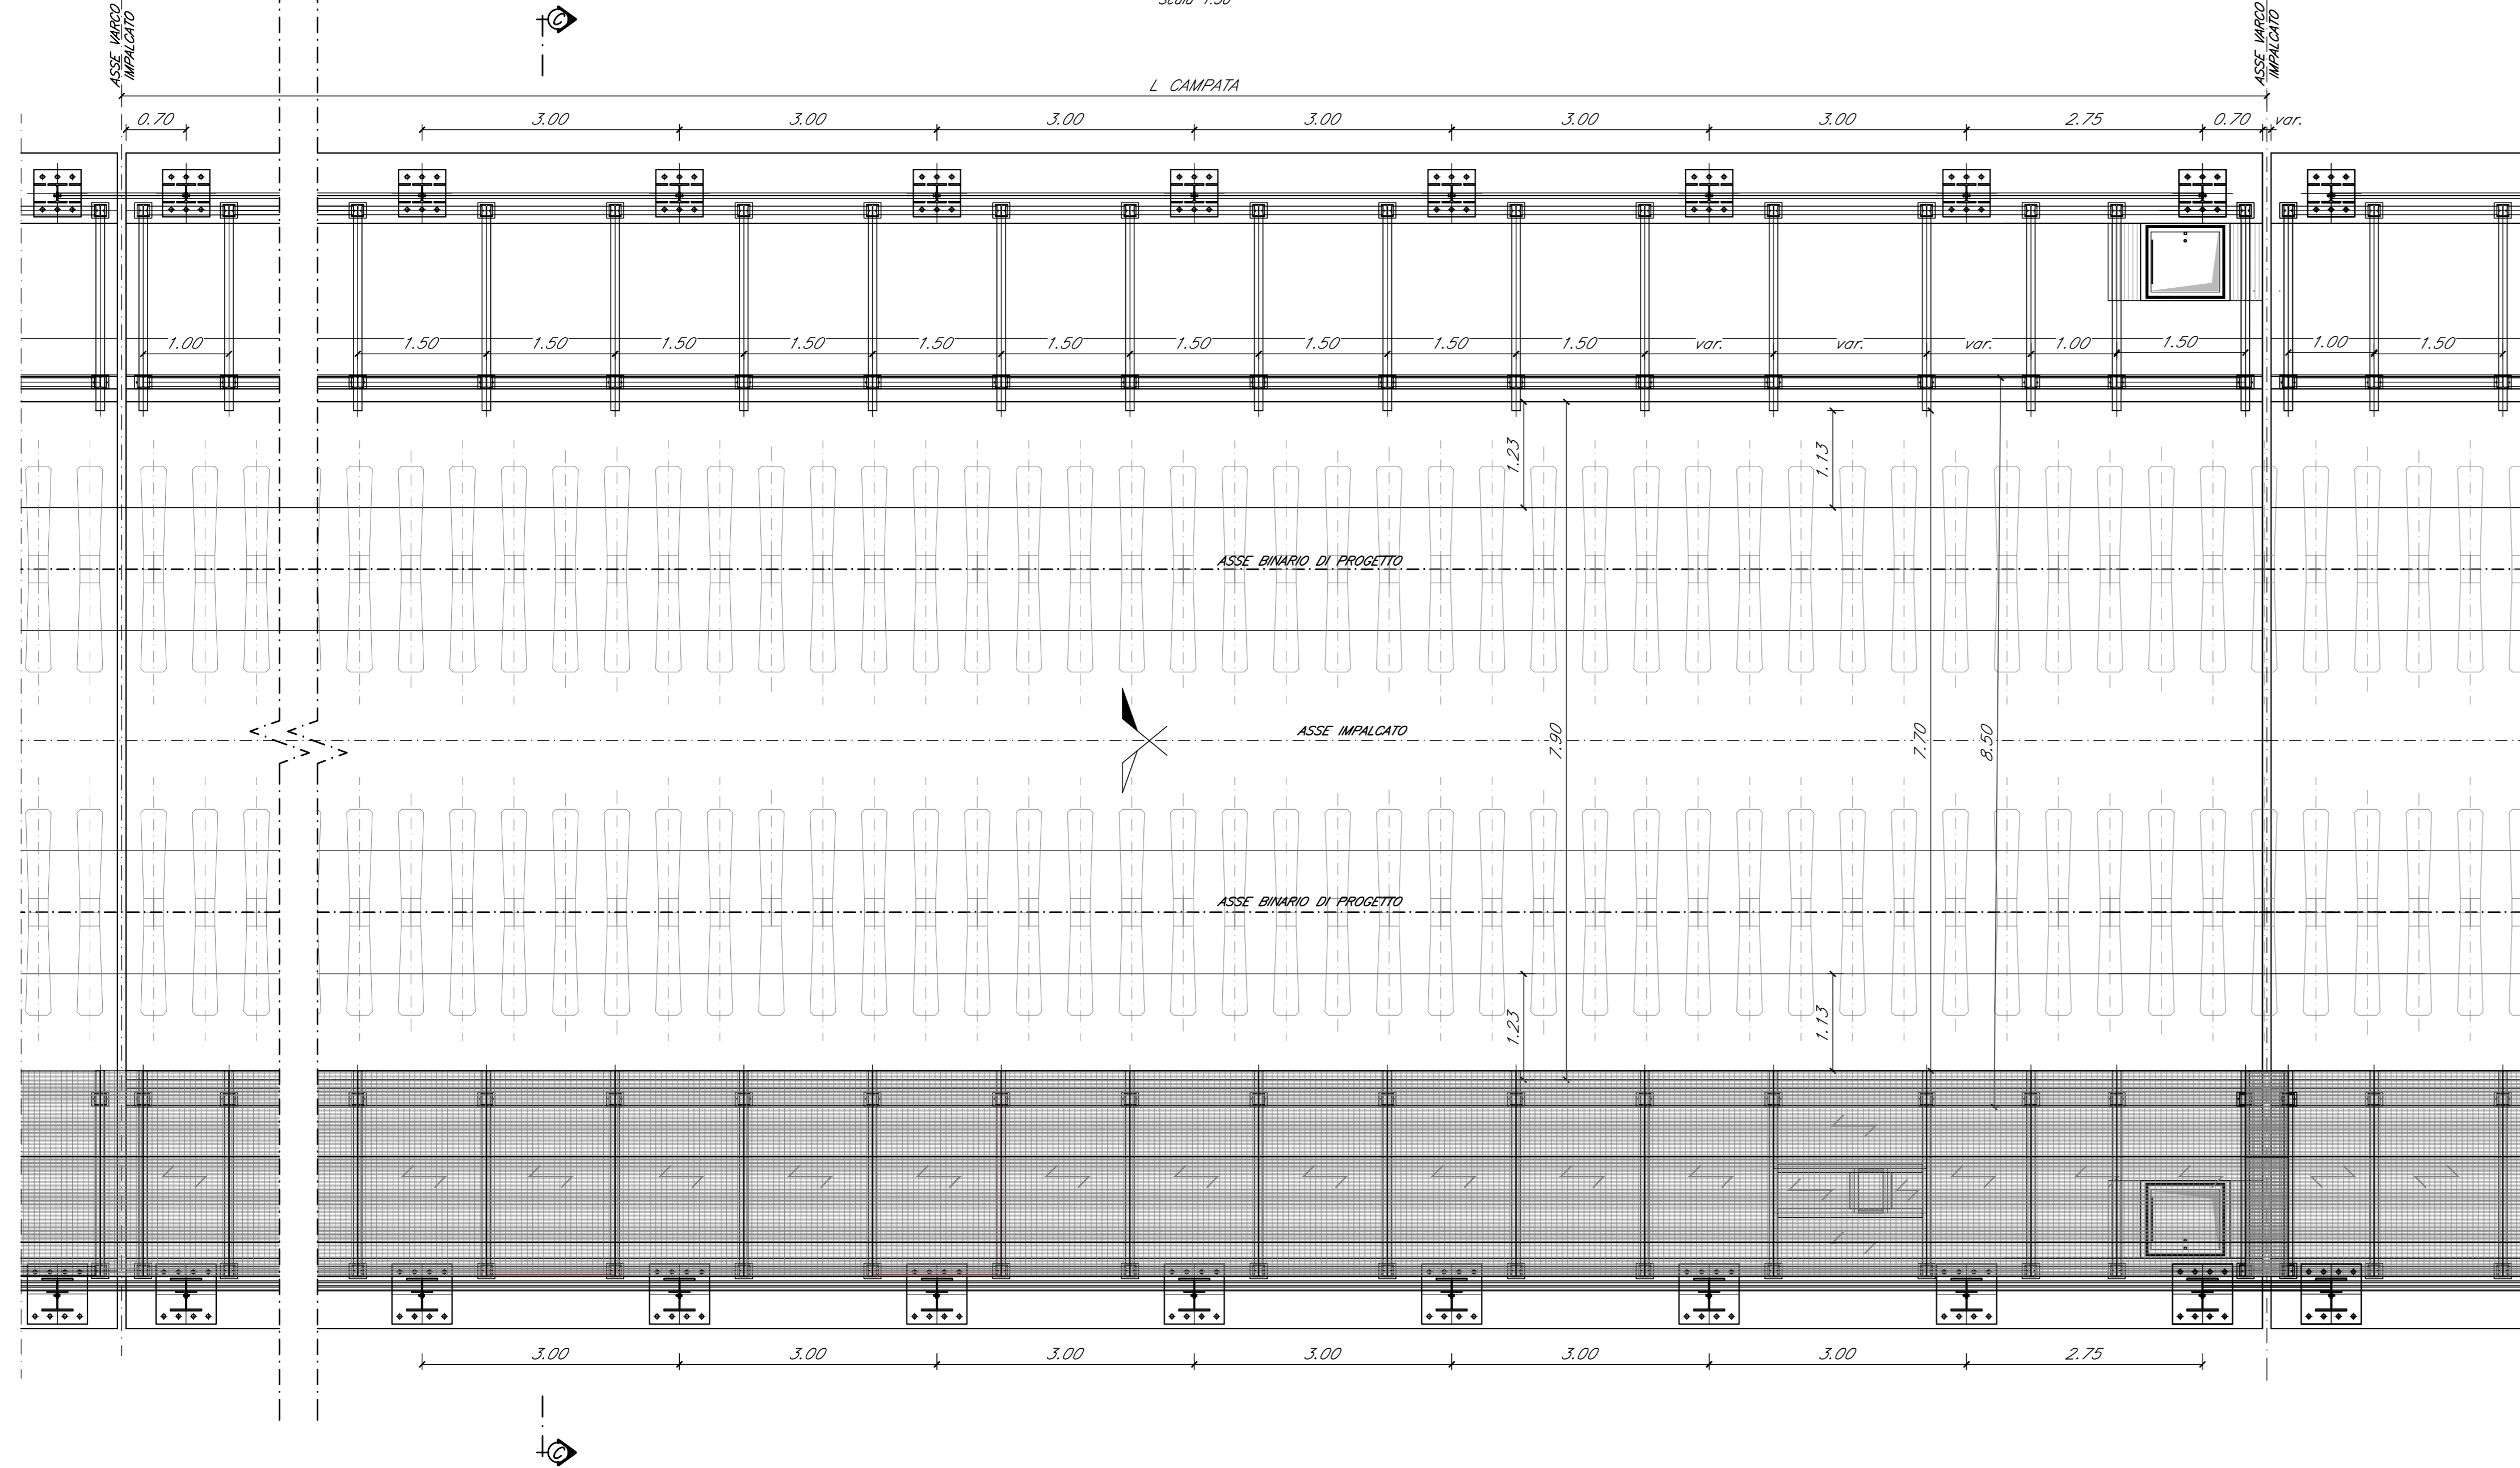 Scala 1:50
ASSE VARCO
IMPALCATO
C
ASSE VARCO
IMPALCATO
L CAMPATA
0.70 3.00 3.00 3.00 3.00 3.00 3.00 2.75 0.70 var.
1.00 1.50 1.50 1.50 1.50 1.50 1.50 1.50 1.50 1.50 1.50 var. var. var. 1.00 1.50 1.00 1.50
1.23 1.13
ASSE BINARIO DI PROGETTO
ASSE IMPALCATO
7.90 7.70 8.50
ASSE BINARIO DI PROGETTO
1.23 1.13
3.00 3.00 3.00 3.00 3.00 3.00 2.75
C